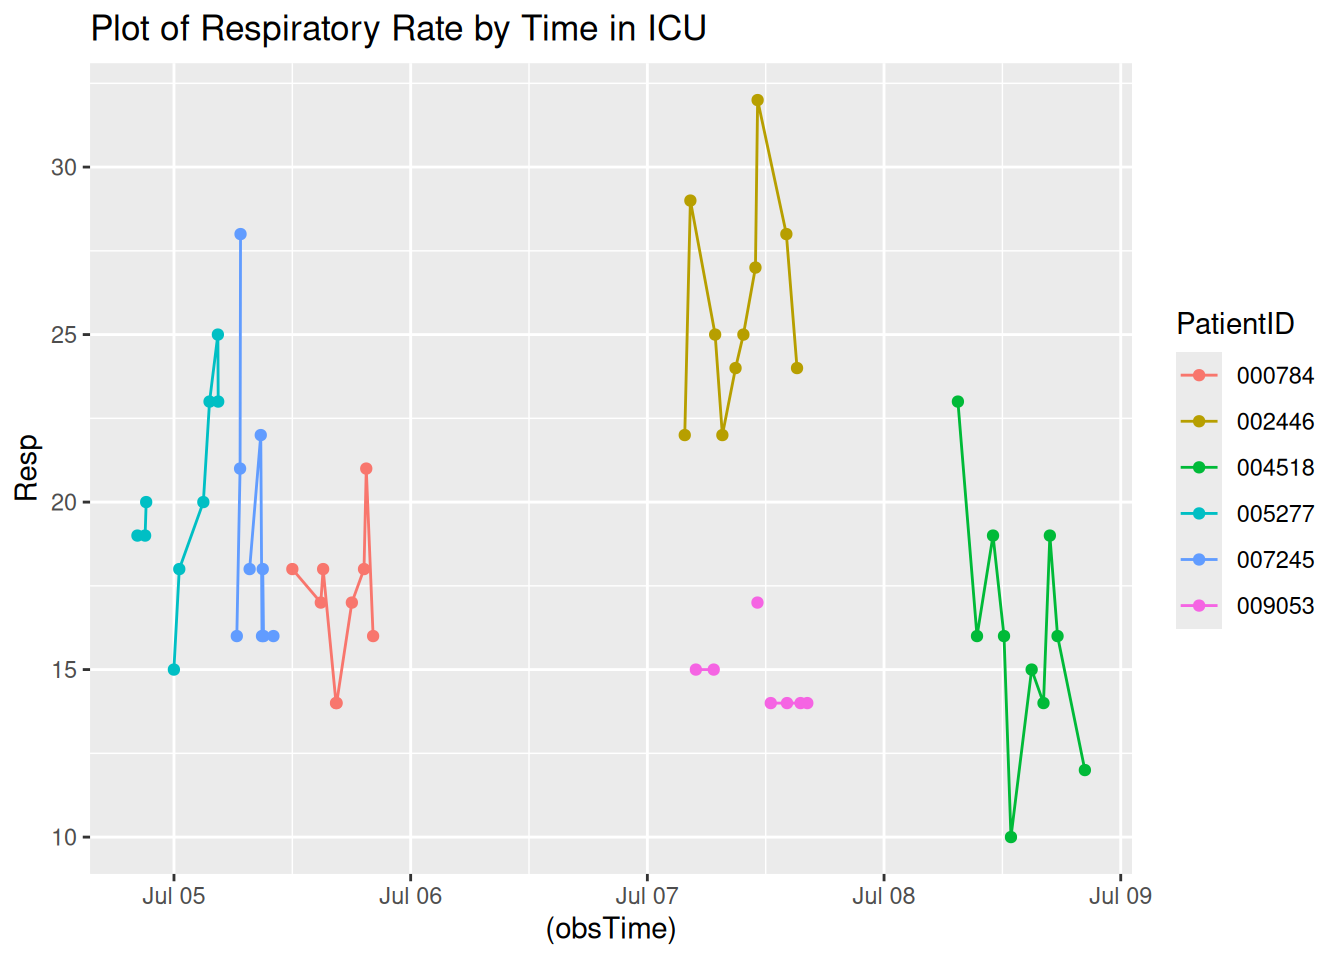 Plot of Respiratory Rate by Time in ICU
30
25
20
15
10
Resp
Jul 05 Jul 06 Jul 07 Jul 08 Jul 09
(obsTime)
PatientID
000784
002446
004518
005277
007245
009053